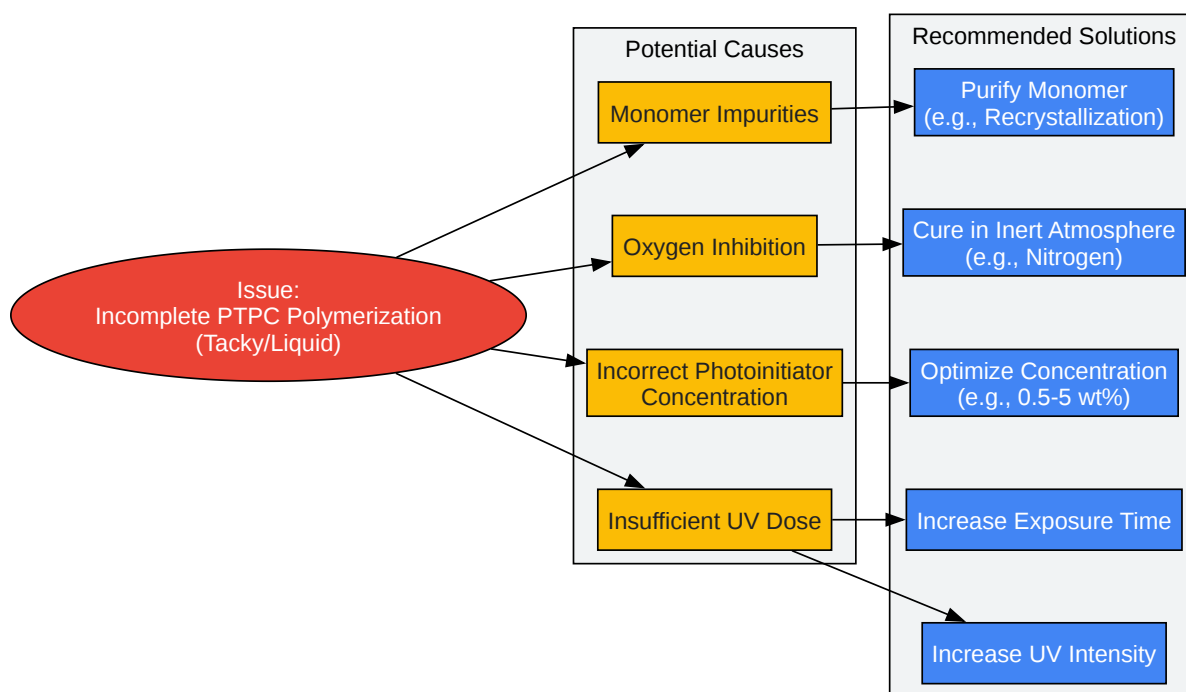 Issue:
Incomplete PTPC Polymerization
(Tacky/Liquid)
Potential Causes
Monomer Impurities
Oxygen Inhibition
Incorrect Photoinitiator
Concentration
Insufficient UV Dose
Recommended Solutions
Purify Monomer
(e.g., Recrystallization)
Cure in Inert Atmosphere
(e.g., Nitrogen)
Optimize Concentration
(e.g., 0.5-5 wt%)
Increase Exposure Time
Increase UV Intensity